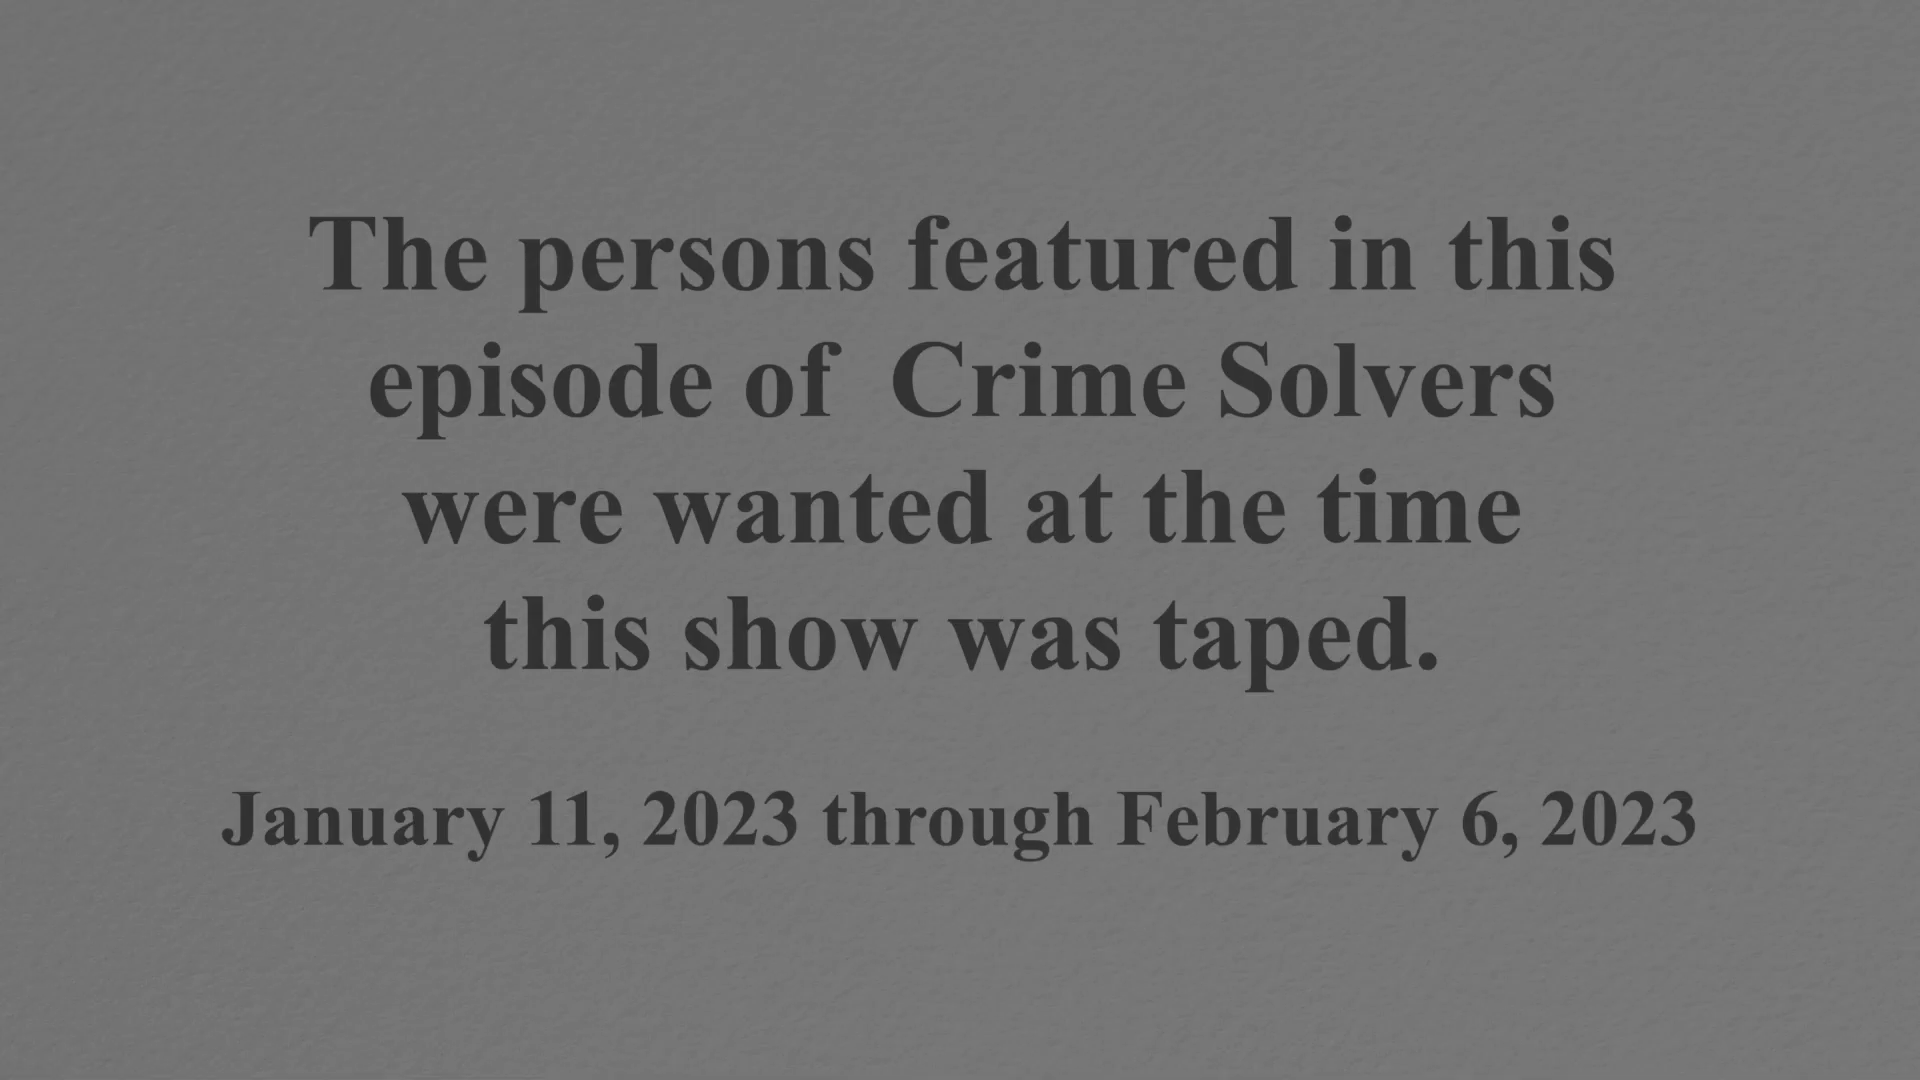 The persons featured in this
episode of  Crime Solvers
were wanted at the time
this show was taped.
January 11, 2023 through February 6, 2023